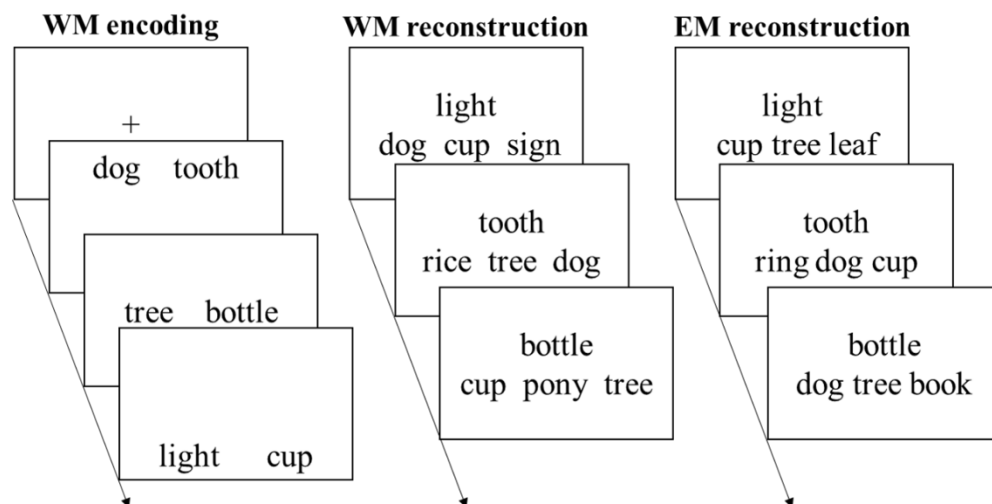 WM encoding
+
dog tooth
tree bottle
light cup
WM reconstruction
light
dog cup sign
tooth
rice tree dog
bottle
cup pony tree
EM reconstruction
light
cup tree leaf
tooth
ring dog cup
bottle
dog tree book